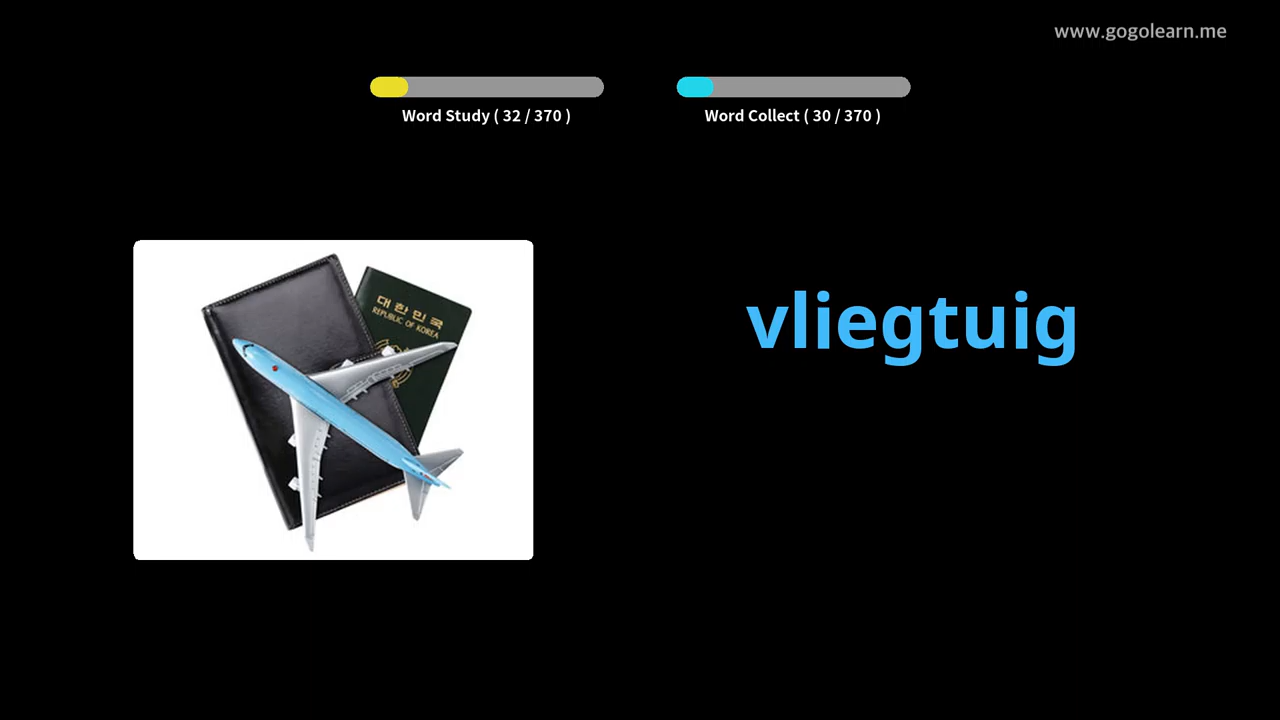 www.gogolearn.me
Word Study ( 32 / 370 )
Word Collect ( 30 / 370 )
대한민국
REPUBLIC OF KOREA
vliegtuig